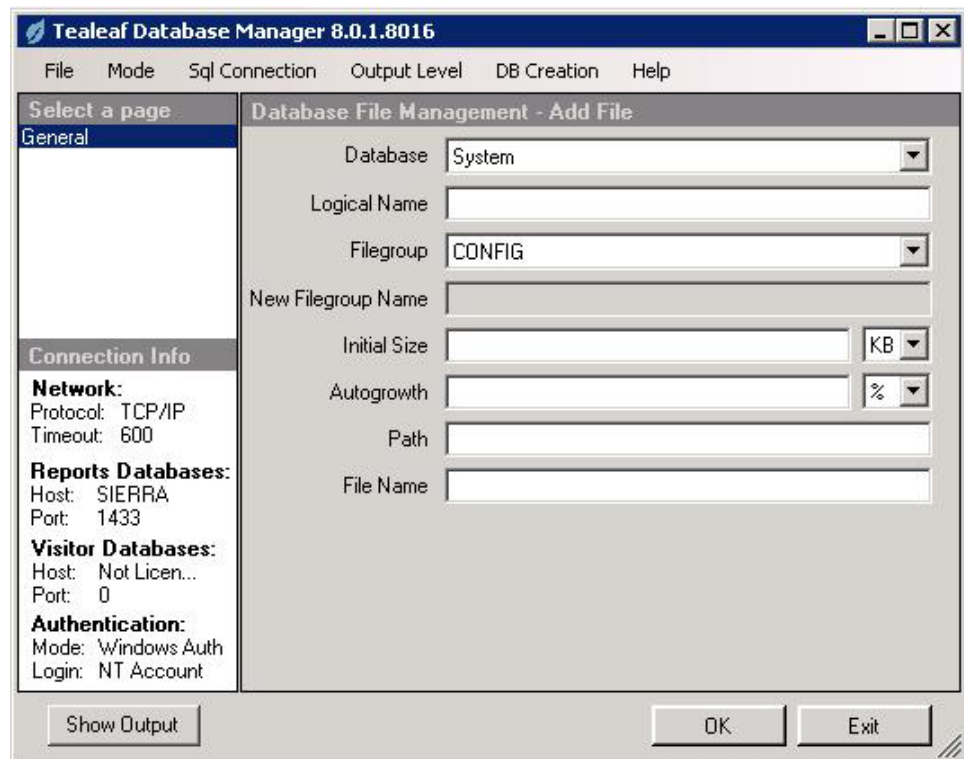 Tealeaf Database Manager 8.0.1.8016
File Mode Sql Connection Output Level DB Creation Help
Select a page
General
Database File Management - Add File
Database System
Logical Name
Filegroup CONFIG
New Filegroup Name
Initial Size KB
Autogrowth %
Path
File Name
Connection Info
Network:
Protocol: TCP/IP
Timeout: 600
Reports Databases:
Host: SIERRA
Port: 1433
Visitor Databases:
Host: Not Licen...
Port: 0
Authentication:
Mode: Windows Auth
Login: NT Account
Show Output OK Exit